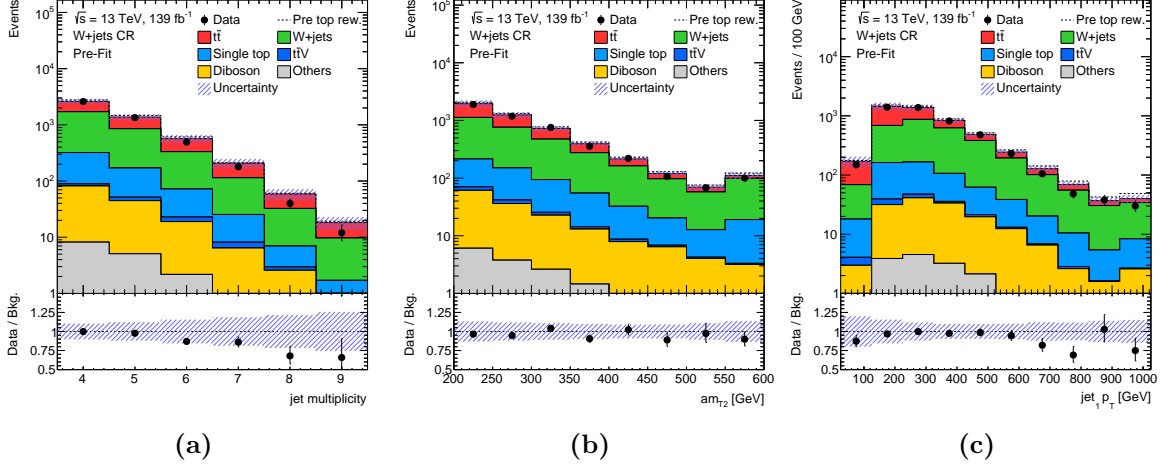 Events
√s = 13 TeV, 139 fb⁻¹
W+jets CR
Pre-Fit
Data
Pre top rew.
tt̄
W+jets
Single top
tt̄V
Diboson
Others
Uncertainty
10⁵
10⁴
10³
10²
10
1
Data / Bkg.
1.25
1
0.75
0.5
4 5 6 7 8 9
jet multiplicity
(a)
Events
√s = 13 TeV, 139 fb⁻¹
W+jets CR
Pre-Fit
Data
Pre top rew.
tt̄
W+jets
Single top
tt̄V
Diboson
Others
Uncertainty
10⁵
10⁴
10³
10²
10
1
Data / Bkg.
1.25
1
0.75
0.5
200 250 300 350 400 450 500 550 600
am_T2 [GeV]
(b)
Events / 100 GeV
√s = 13 TeV, 139 fb⁻¹
W+jets CR
Pre-Fit
Data
Pre top rew.
tt̄
W+jets
Single top
tt̄V
Diboson
Others
Uncertainty
10⁵
10⁴
10³
10²
10
1
Data / Bkg.
1.25
1
0.75
0.5
100 200 300 400 500 600 700 800 900 1000
jet_1 p_T [GeV]
(c)